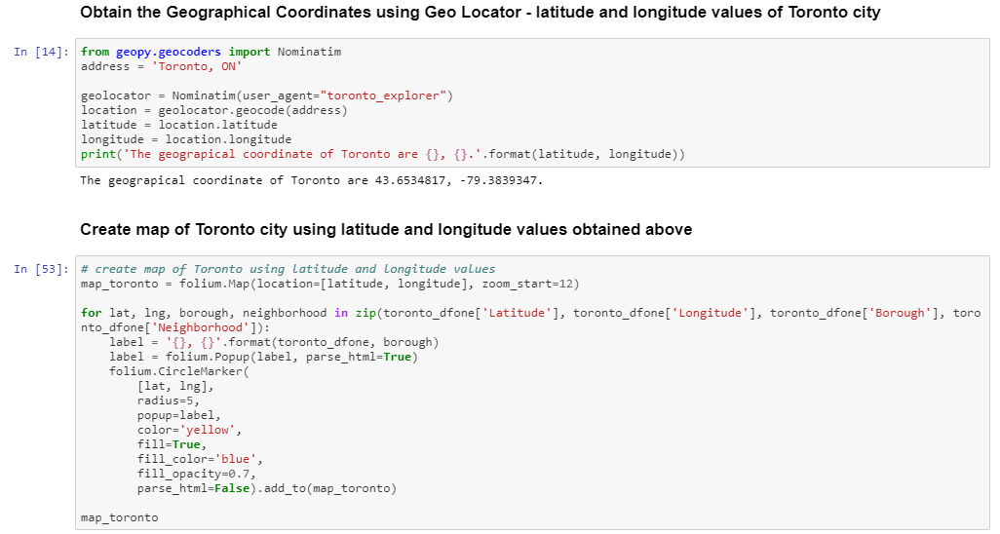 Obtain the Geographical Coordinates using Geo Locator - latitude and longitude values of Toronto city
In [14]: from geopy.geocoders import Nominatim
address = 'Toronto, ON'
geolocator = Nominatim(user_agent="toronto_explorer")
location = geolocator.geocode(address)
latitude = location.latitude
longitude = location.longitude
print('The geograpical coordinate of Toronto are {}, {}.'.format(latitude, longitude))
The geograpical coordinate of Toronto are 43.6534817, -79.3839347.
Create map of Toronto city using latitude and longitude values obtained above
In [53]: # create map of Toronto using latitude and longitude values
map_toronto = folium.Map(location=[latitude, longitude], zoom_start=12)
for lat, lng, borough, neighborhood in zip(toronto_dfone['Latitude'], toronto_dfone['Longitude'], toronto_dfone['Borough'], toro
nto_dfone['Neighborhood']):
    label = '{}, {}'.format(toronto_dfone, borough)
    label = folium.Popup(label, parse_html=True)
    folium.CircleMarker(
        [lat, lng],
        radius=5,
        popup=label,
        color='yellow',
        fill=True,
        fill_color='blue',
        fill_opacity=0.7,
        parse_html=False).add_to(map_toronto)
map_toronto